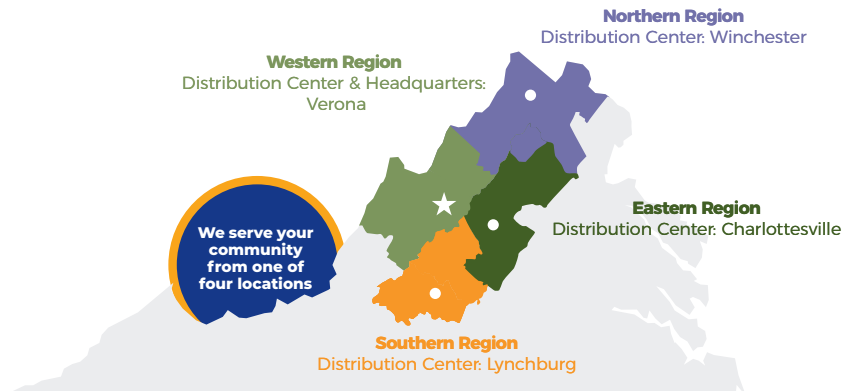 Northern Region
Distribution Center: Winchester
Western Region
Distribution Center & Headquarters:
Verona
We serve your
community
from one of
four locations
Eastern Region
Distribution Center: Charlottesville
Southern Region
Distribution Center: Lynchburg